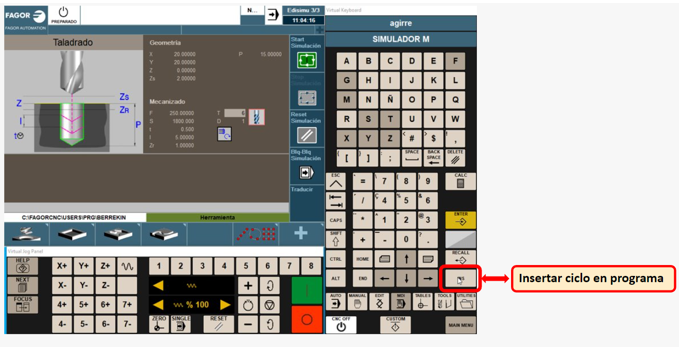 FAGOR
FAGOR AUTOMATION
PREPARADO
N...
Edisimu 3/3
11:04:16
Taladrado
Geometria
X 20.00000 P 15.00000
Y 20.00000
Z 0.00000
Zs 2.00000
Mecanizado
F 250.00000 T 6
S 1800.000 D 1
t 0.500
I 5.00000
Zr 1.00000
Z
Zs
ZR
I
P
t
Start
Simulación
Simulación
Reset
Simulación
Blq-Blq
Simulación
Traducir
C:\FAGORCNC\USERS\PRG\BERREKIN
Herramienta
Virtual Jog Panel
HELP
NEXT
FOCUS
X+ Y+ Z+
X- Y- Z-
4+ 5+ 6+ 7+
4- 5- 6- 7-
1 2 3 4 5 6 7 8
% 100
ZERO SINGLE RESET
+
-
Virtual Keyboard
agirre
SIMULADOR M
A B C D E F
G H I J K L
M N Ñ O P Q
R S T U V W
X Y Z < # > $ ! ,
{ [ } ] : ; SPACE BACK SPACE DELETE
ESC " = \ 7 ( 8 ) 9 CALC
' / ¿ 4 % 5 & 6
CAPS * ^ 1 " 2 @ 3 ENTER
SHIFT + - 0 ? . RECALL
CTRL HOME
ALT END INS
AUTO MANUAL EDIT MDI TABLES TOOLS UTILITIES
CNC OFF CUSTOM MAIN MENU
Insertar ciclo en programa